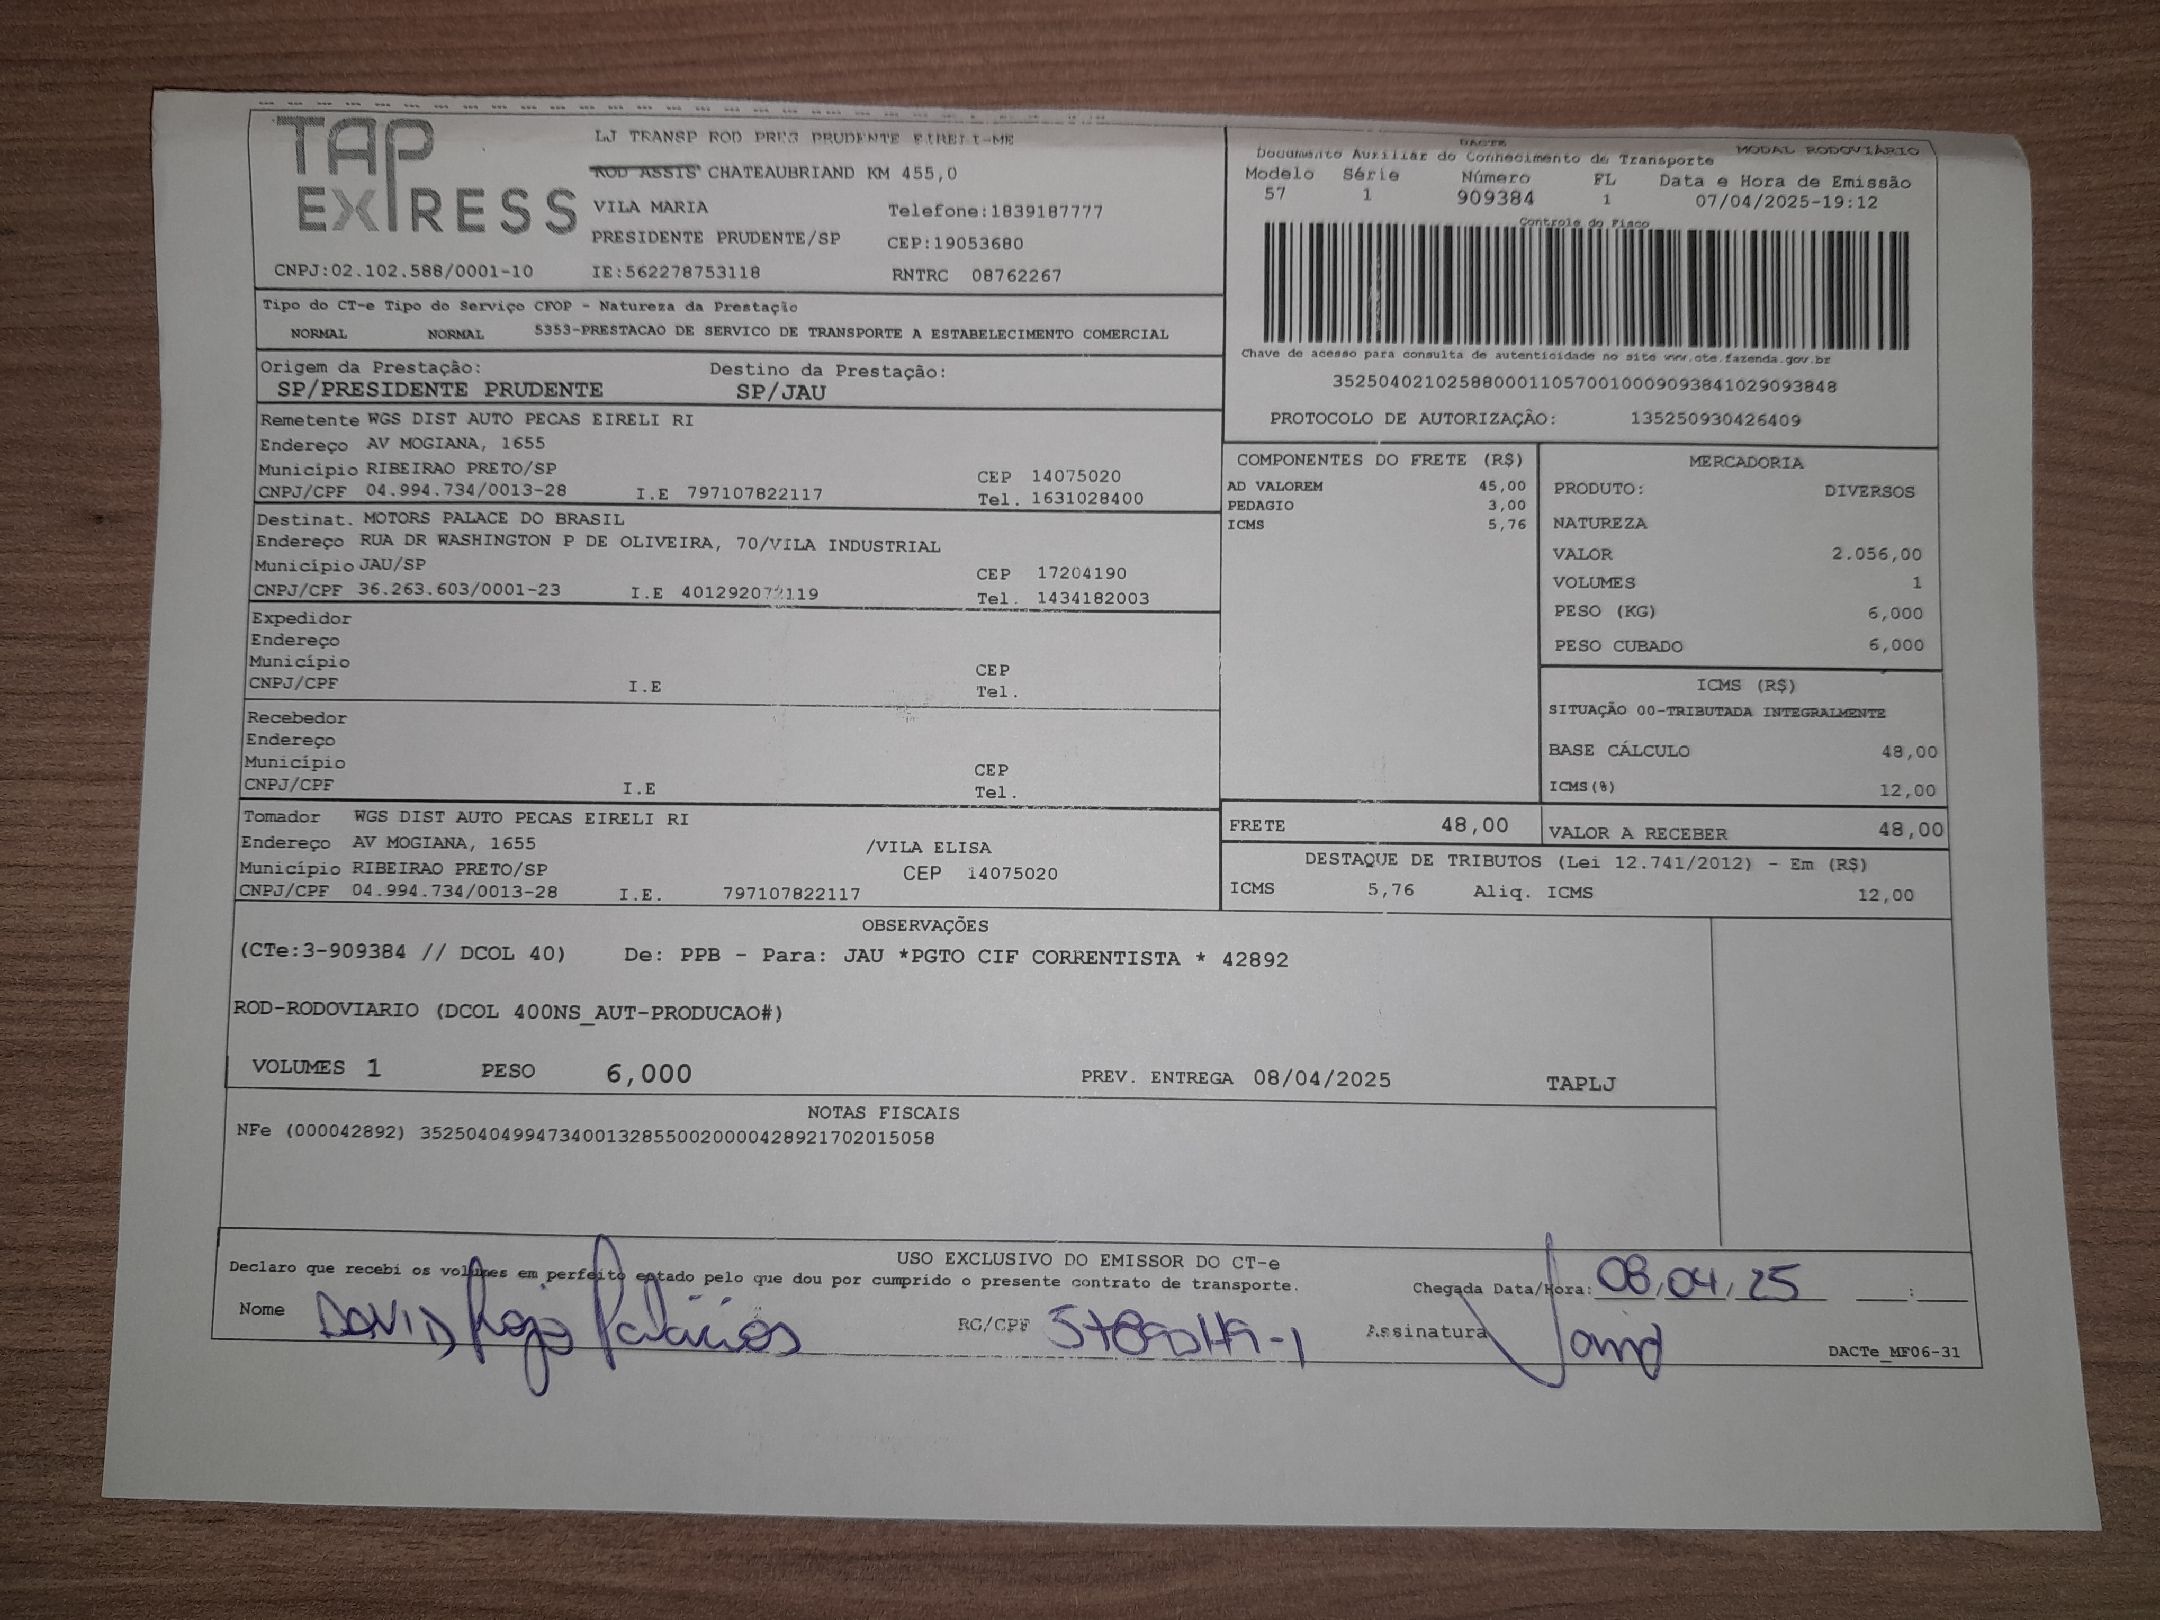 TAP EXPRESS
LJ TRANSP ROD PRES PRUDENTE EIRELI-ME
ROD ASSIS CHATEAUBRIAND KM 455,0
VILA MARIA Telefone:1839187777
PRESIDENTE PRUDENTE/SP CEP:19053680
CNPJ:02.102.588/0001-10 IE:562278753118 RNTRC 08762267
DACTE
Documento Auxiliar do Conhecimento de Transporte MODAL RODOVIÁRIO
Modelo Série Número FL Data e Hora de Emissão
57 1 909384 1 07/04/2025-19:12
Controle do Fisco
Chave de acesso para consulta de autenticidade no site www.cte.fazenda.gov.br
35250402102588000110570010009093841029093848
PROTOCOLO DE AUTORIZAÇÃO: 135250930426409
Tipo do CT-e Tipo do Serviço CFOP - Natureza da Prestação
NORMAL NORMAL 5353-PRESTACAO DE SERVICO DE TRANSPORTE A ESTABELECIMENTO COMERCIAL
Origem da Prestação: Destino da Prestação:
SP/PRESIDENTE PRUDENTE SP/JAU
Remetente WGS DIST AUTO PECAS EIRELI RI
Endereço AV MOGIANA, 1655
Município RIBEIRAO PRETO/SP CEP 14075020
CNPJ/CPF 04.994.734/0013-28 I.E 797107822117 Tel. 1631028400
Destinat. MOTORS PALACE DO BRASIL
Endereço RUA DR WASHINGTON P DE OLIVEIRA, 70/VILA INDUSTRIAL
Município JAU/SP CEP 17204190
CNPJ/CPF 36.263.603/0001-23 I.E 401292072119 Tel. 1434182003
Expedidor
Endereço
Município CEP
CNPJ/CPF I.E Tel.
Recebedor
Endereço
Município CEP
CNPJ/CPF I.E Tel.
Tomador WGS DIST AUTO PECAS EIRELI RI
Endereço AV MOGIANA, 1655 /VILA ELISA
Município RIBEIRAO PRETO/SP CEP 14075020
CNPJ/CPF 04.994.734/0013-28 I.E. 797107822117
COMPONENTES DO FRETE (R$)
AD VALOREM 45,00
PEDAGIO 3,00
ICMS 5,76
MERCADORIA
PRODUTO: DIVERSOS
NATUREZA
VALOR 2.056,00
VOLUMES 1
PESO (KG) 6,000
PESO CUBADO 6,000
ICMS (R$)
SITUAÇÃO 00-TRIBUTADA INTEGRALMENTE
BASE CÁLCULO 48,00
ICMS(%) 12,00
FRETE 48,00 VALOR A RECEBER 48,00
DESTAQUE DE TRIBUTOS (Lei 12.741/2012) - Em (R$)
ICMS 5,76 Aliq. ICMS 12,00
OBSERVAÇÕES
(CTe:3-909384 // DCOL 40) De: PPB - Para: JAU *PGTO CIF CORRENTISTA * 42892
ROD-RODOVIARIO (DCOL 400NS_AUT-PRODUCAO#)
VOLUMES 1 PESO 6,000 PREV. ENTREGA 08/04/2025 TAPLJ
NOTAS FISCAIS
NFe (000042892) 35250404994734001328550020000428921702015058
USO EXCLUSIVO DO EMISSOR DO CT-e
Declaro que recebi os volumes em perfeito estado pelo que dou por cumprido o presente contrato de transporte.
Chegada Data/Hora: 08/04/25 :
Nome DAVID Rojo Palacios RG/CPF Assinatura David
DACTe_MF06-31